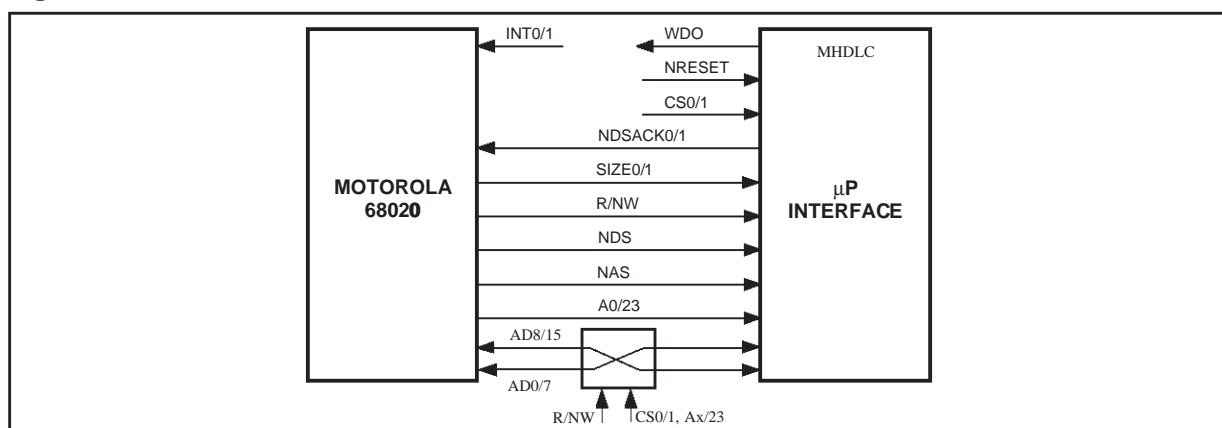 INT0/1
WDO
MHDLC
NRESET
CS0/1
NDSACK0/1
SIZE0/1
MOTOROLA
68020
μP
INTERFACE
R/NW
NDS
NAS
A0/23
AD8/15
AD0/7
R/NW
CS0/1, Ax/23